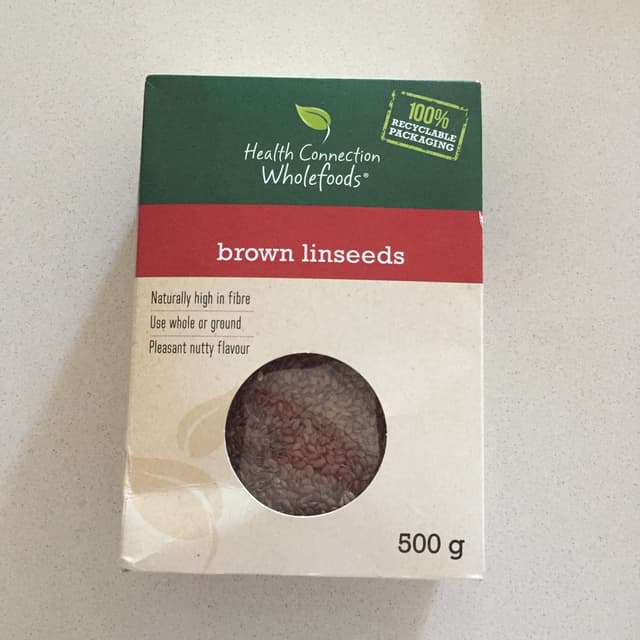 100%
RECYCLABLE
PACKAGING
Health Connection
Wholefoods®
brown linseeds
Naturally high in fibre
Use whole or ground
Pleasant nutty flavour
500 g